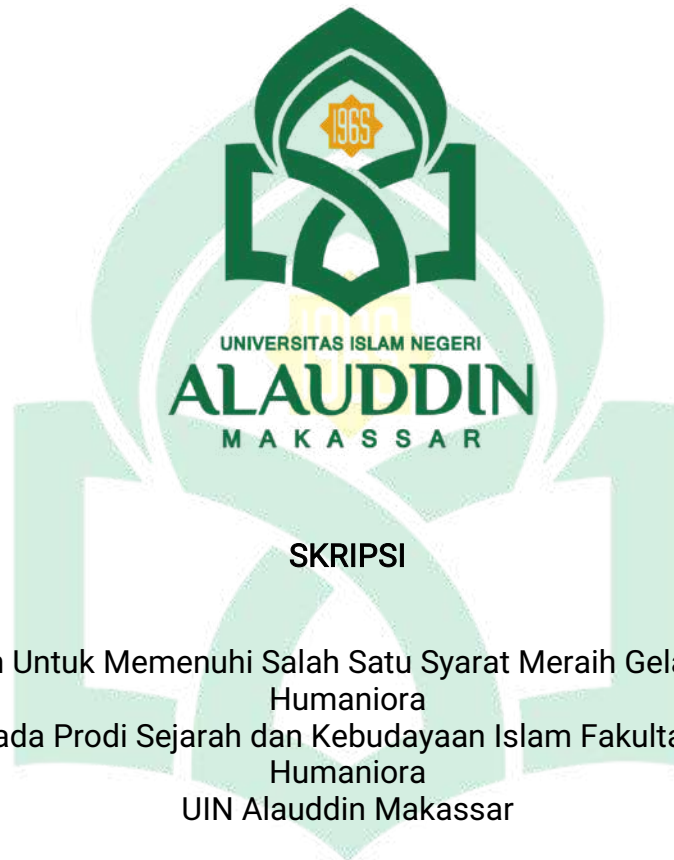 1965
UNIVERSITAS ISLAM NEGERI
ALAUDDIN
MAKASSAR
SKRIPSI
Untuk Memenuhi Salah Satu Syarat Meraih
Humaniora
Prodi Sejarah dan Kebudayaan Islam
Humaniora
UIN Alauddin Makassar